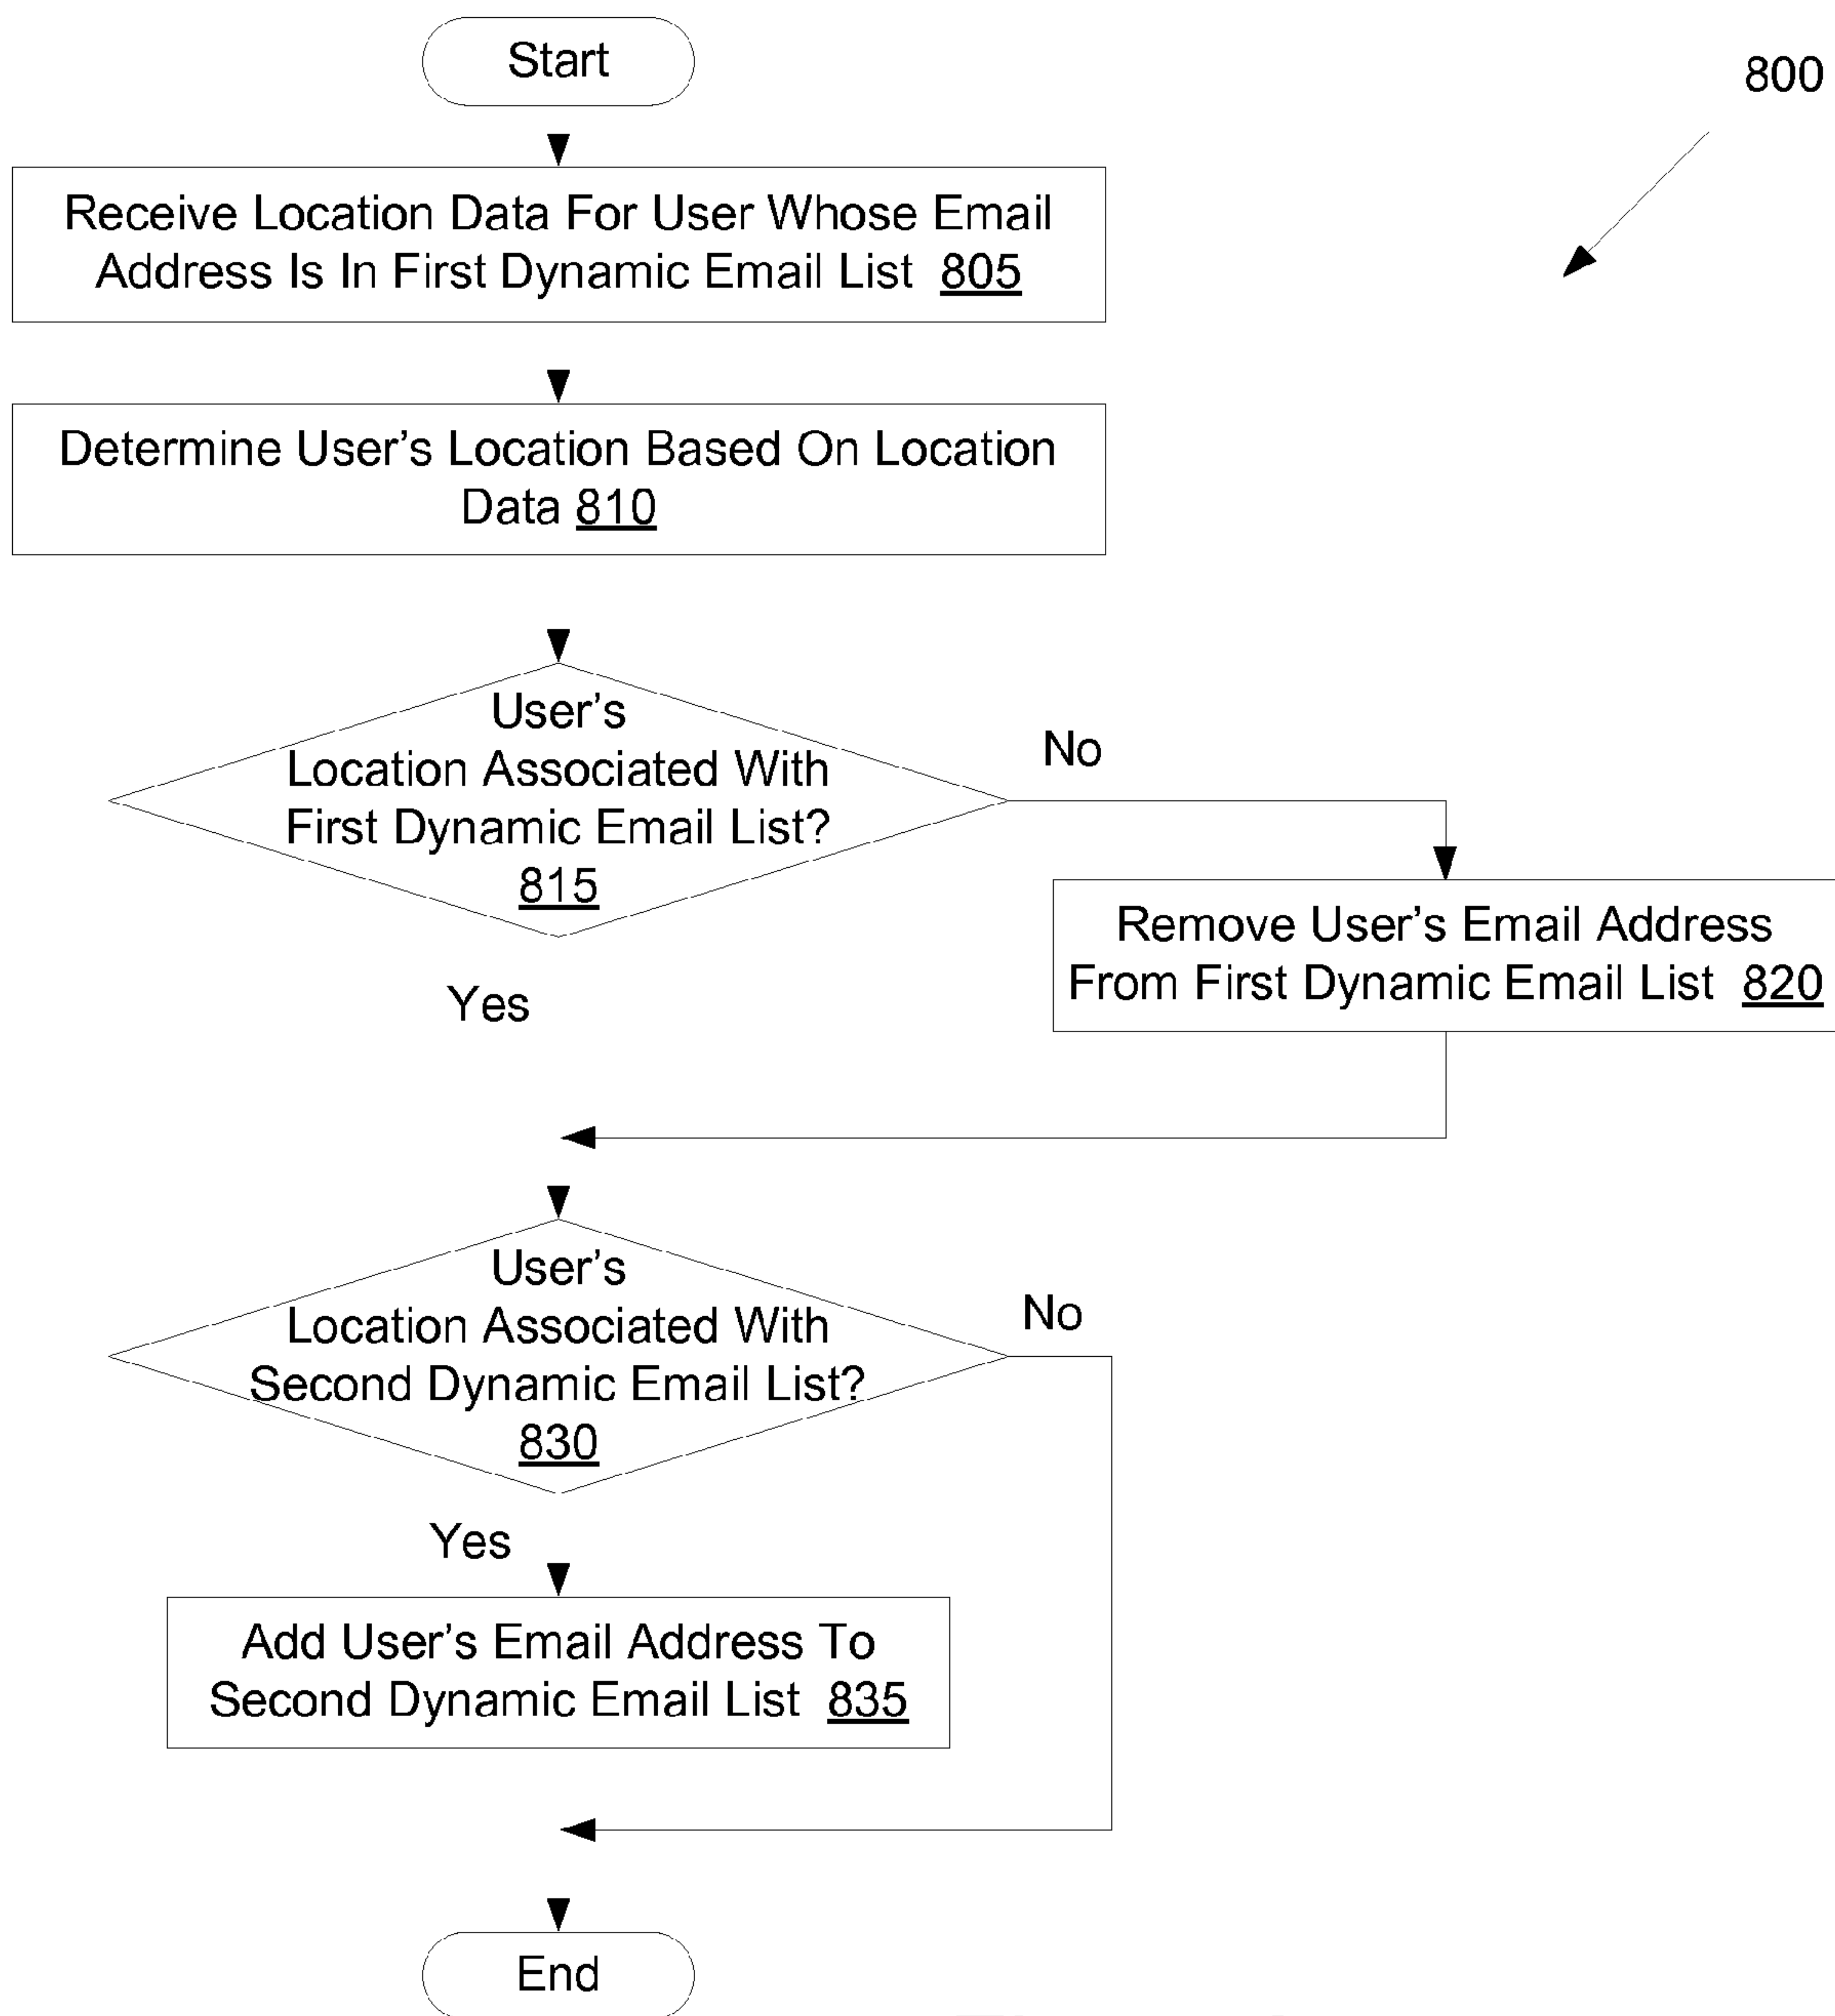 Start
800
Receive Location Data For User Whose Email
Address Is In First Dynamic Email List 805
Determine User's Location Based On Location
Data 810
User's
Location Associated With
First Dynamic Email List?
815
No
Remove User's Email Address
From First Dynamic Email List 820
Yes
User's
Location Associated With
Second Dynamic Email List?
830
No
Yes
Add User's Email Address To
Second Dynamic Email List 835
End